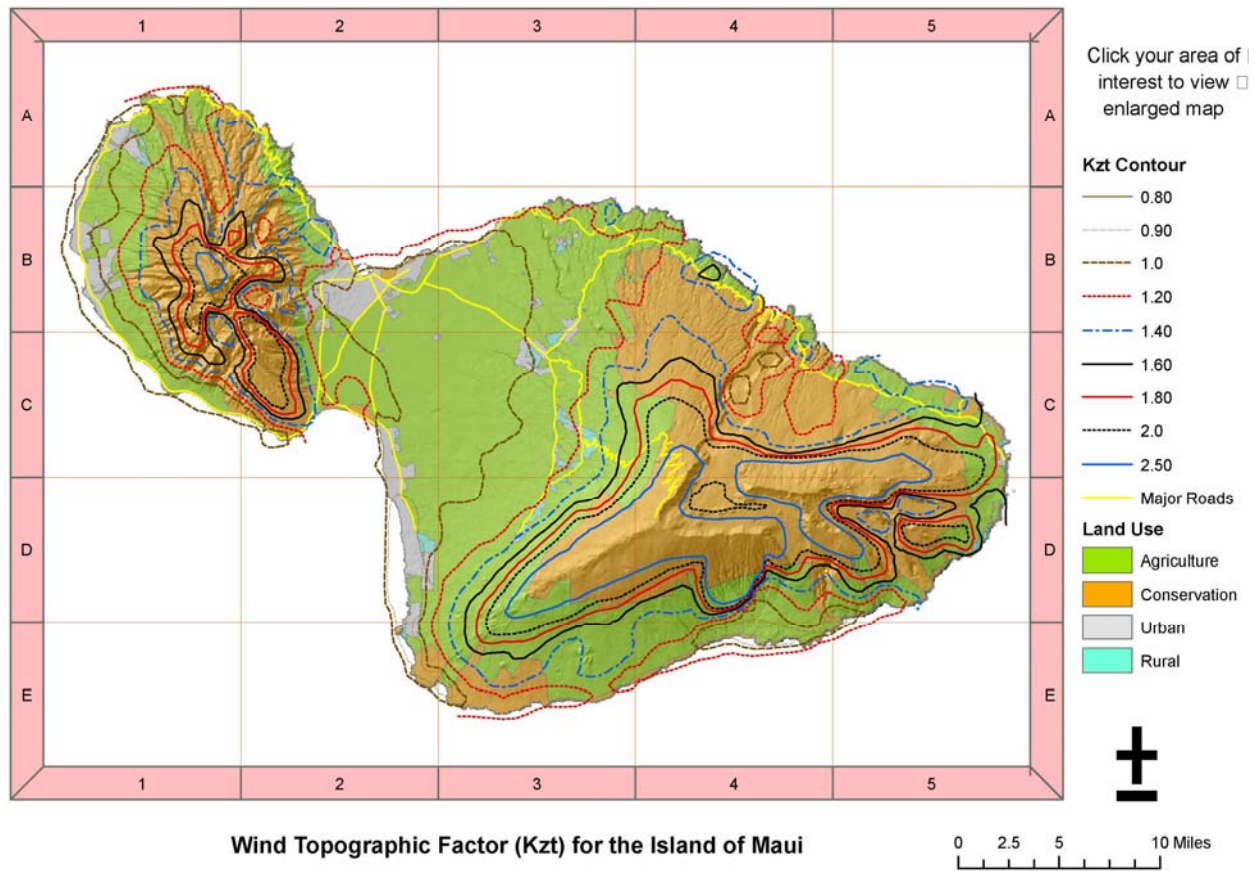 1 2 3 4 5
A A
B B
C C
D D
E E
1 2 3 4 5
Click your area of
interest to view
enlarged map
Kzt Contour
0.80
0.90
1.0
1.20
1.40
1.60
1.80
2.0
2.50
Major Roads
Land Use
Agriculture
Conservation
Urban
Rural
Wind Topographic Factor (Kzt) for the Island of Maui
0 2.5 5 10 Miles